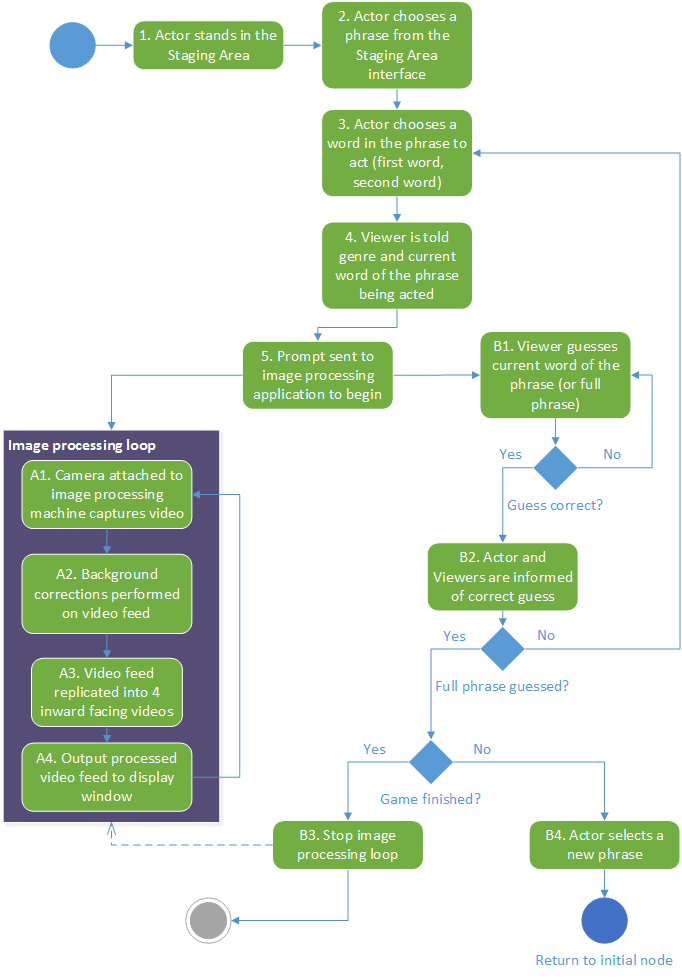 1. Actor stands in the
Staging Area
2. Actor chooses a
phrase from the
Staging Area
interface
3. Actor chooses a
word in the phrase to
act (first word,
second word)
4. Viewer is told
genre and current
word of the phrase
being acted
5. Prompt sent to
image processing
application to begin
B1. Viewer guesses
current word of the
phrase (or full
phrase)
Yes
No
Guess correct?
Image processing loop
A1. Camera attached to
image processing
machine captures video
A2. Background
corrections performed
on video feed
A3. Video feed
replicated into 4
inward facing videos
A4. Output processed
video feed to display
window
B2. Actor and
Viewers are informed
of correct guess
Yes
No
Full phrase guessed?
Yes
No
Game finished?
B3. Stop image
processing loop
B4. Actor selects a
new phrase
Return to initial node